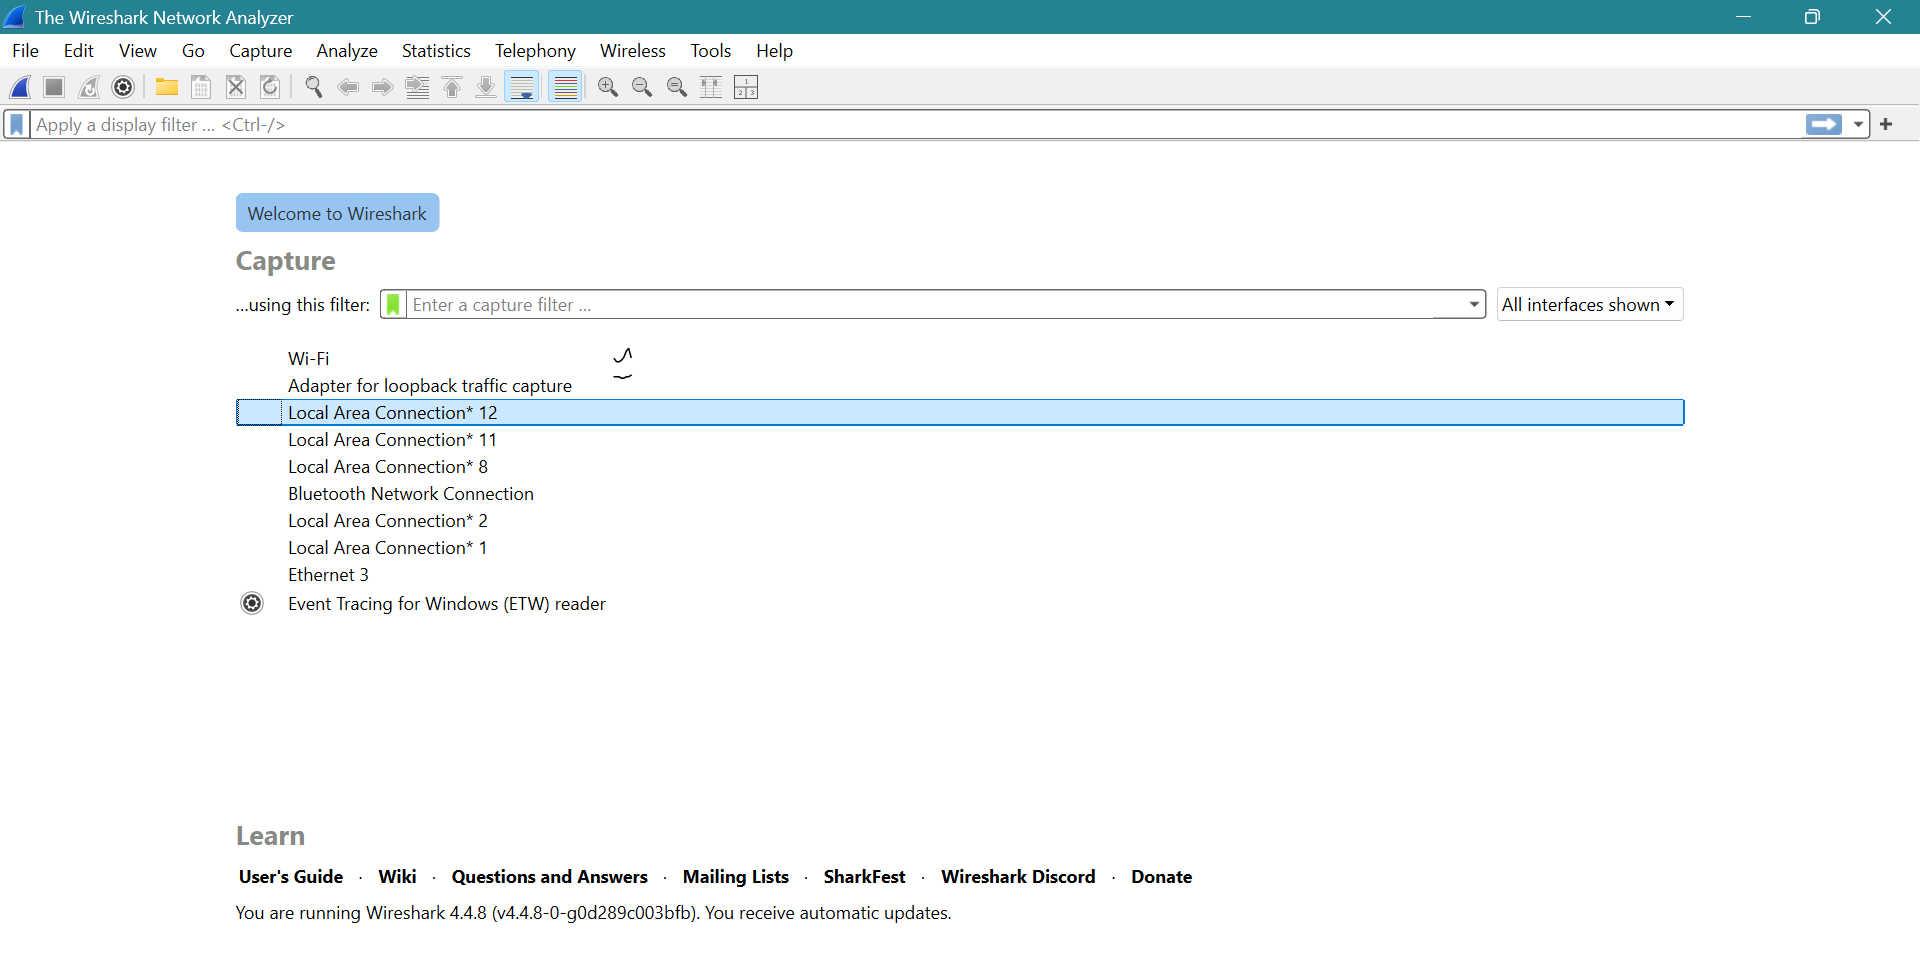 The Wireshark Network Analyzer
File Edit View Go Capture Analyze Statistics Telephony Wireless Tools Help
Apply a display filter ... <Ctrl-/>
Welcome to Wireshark
Capture
...using this filter: Enter a capture filter ... All interfaces shown
Wi-Fi
Adapter for loopback traffic capture
Local Area Connection* 12
Local Area Connection* 11
Local Area Connection* 8
Bluetooth Network Connection
Local Area Connection* 2
Local Area Connection* 1
Ethernet 3
Event Tracing for Windows (ETW) reader
Learn
User's Guide · Wiki · Questions and Answers · Mailing Lists · SharkFest · Wireshark Discord · Donate
You are running Wireshark 4.4.8 (v4.4.8-0-g0d289c003bfb). You receive automatic updates.